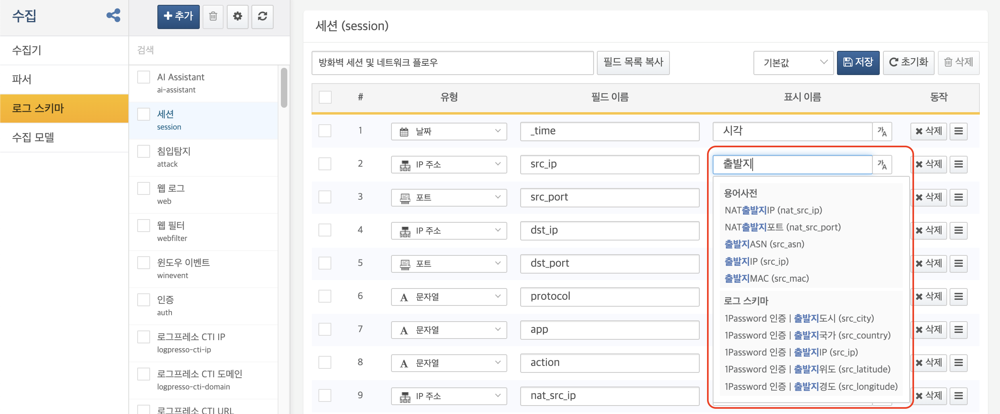 수집
수집기
파서
로그 스키마
수집 모델
추가
검색
AI Assistant
ai-assistant
세션
session
침입탐지
attack
웹 로그
web
웹 필터
webfilter
윈도우 이벤트
winevent
인증
auth
로그프레소 CTI IP
logpresso-cti-ip
로그프레소 CTI 도메인
logpresso-cti-domain
로그프레소 CTI URL
세션 (session)
방화벽 세션 및 네트워크 플로우 필드 목록 복사 기본값 저장 초기화 삭제
# 유형 필드 이름 표시 이름 동작
1 날짜 _time 시각 가A 삭제
2 IP 주소 src_ip 출발지 가A 삭제
3 포트 src_port 삭제
4 IP 주소 dst_ip 삭제
5 포트 dst_port 삭제
6 A 문자열 protocol 삭제
7 A 문자열 app 삭제
8 A 문자열 action 삭제
9 IP 주소 nat_src_ip 삭제
용어사전
NAT출발지IP (nat_src_ip)
NAT출발지포트 (nat_src_port)
출발지ASN (src_asn)
출발지IP (src_ip)
출발지MAC (src_mac)
로그 스키마
1Password 인증 | 출발지도시 (src_city)
1Password 인증 | 출발지국가 (src_country)
1Password 인증 | 출발지IP (src_ip)
1Password 인증 | 출발지위도 (src_latitude)
1Password 인증 | 출발지경도 (src_longitude)